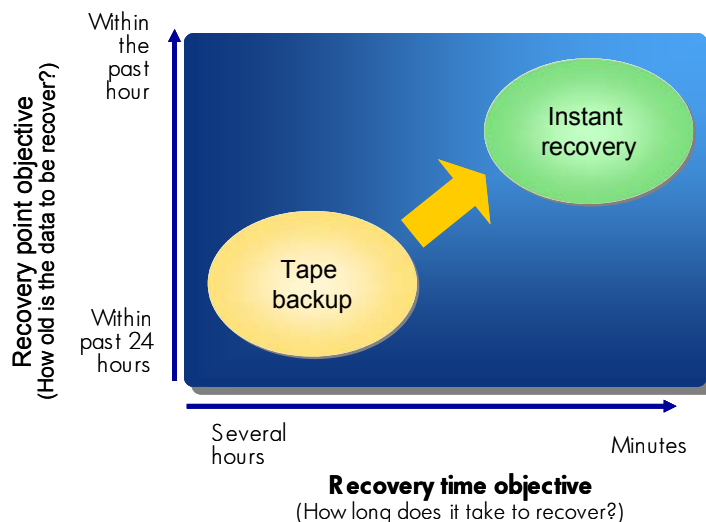 Within
the
past
hour
Recovery point objective
(How old is the data to be recover?)
Instant
recovery
Tape
backup
Within
past 24
hours
Several
hours
Minutes
Recovery time objective
(How long does it take to recover?)